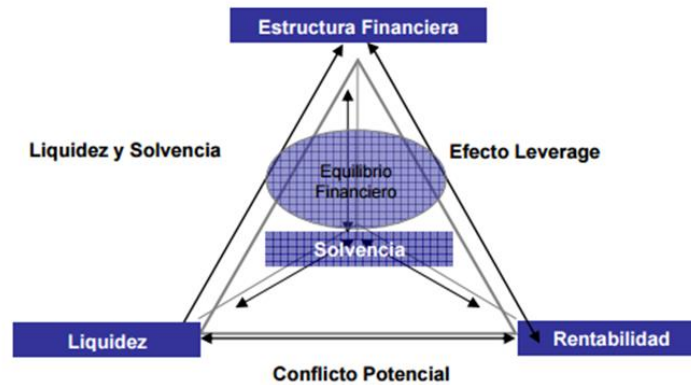 Estructura Financiera
Liquidez y Solvencia
Efecto Leverage
Equilibrio
Financiero
Solvencia
Liquidez
Rentabilidad
Conflicto Potencial